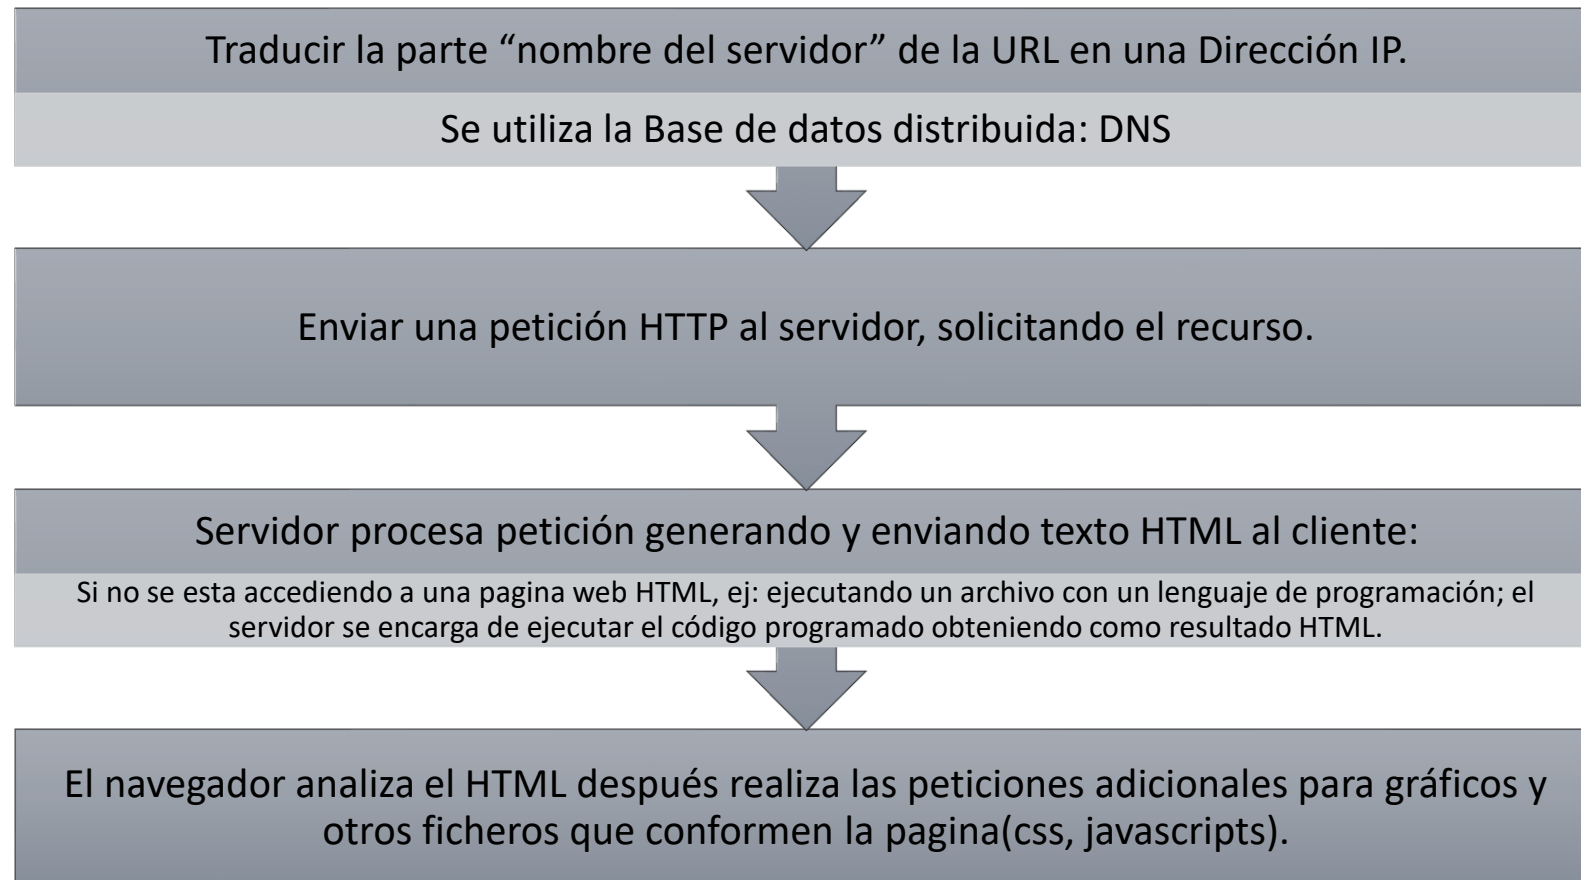 Traducir la parte “nombre del servidor” de la URL en una Dirección IP.
Se utiliza la Base de datos distribuida: DNS
Enviar una petición HTTP al servidor, solicitando el recurso.
Servidor procesa petición generando y enviando texto HTML al cliente:
Si no se esta accediendo a una pagina web HTML, ej: ejecutando un archivo con un lenguaje de programación; el
servidor se encarga de ejecutar el código programado obteniendo como resultado HTML.
El navegador analiza el HTML después realiza las peticiones adicionales para gráficos y
otros ficheros que conformen la pagina(css, javascripts).